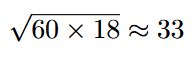 √60 × 18 ≈ 33